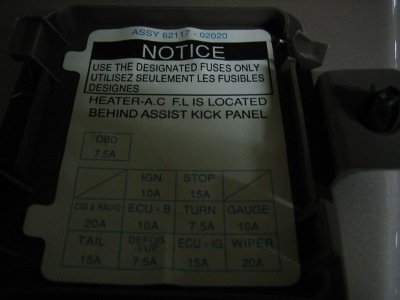 ASSY 62117-02020
NOTICE
USE THE DESIGNATED FUSES ONLY
UTILISEZ SEULEMENT LES FUSIBLES
DESIGNES
HEATER-A.C F.L IS LOCATED
BEHIND ASSIST KICK PANEL
OBD
7.5A
IGN STOP
10A 15A
CIG & RADIO ECU-B TURN GAUGE
20A 10A 7.5A 10A
TAIL DEFOG ECU-IG WIPER
15A 7.5A 15A 20A